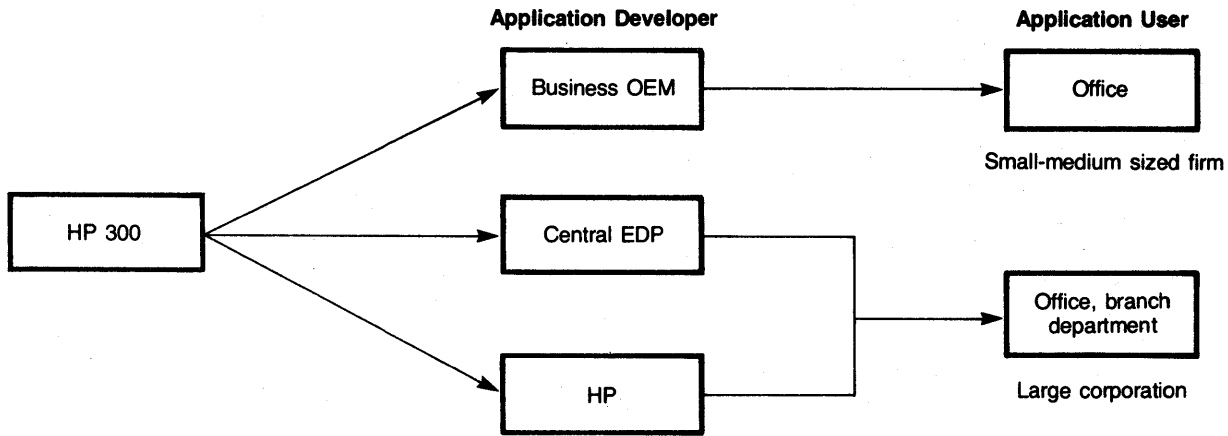 Application Developer
Application User
Business OEM
Office
Small-medium sized firm
HP 300
Central EDP
Office, branch
department
HP
Large corporation